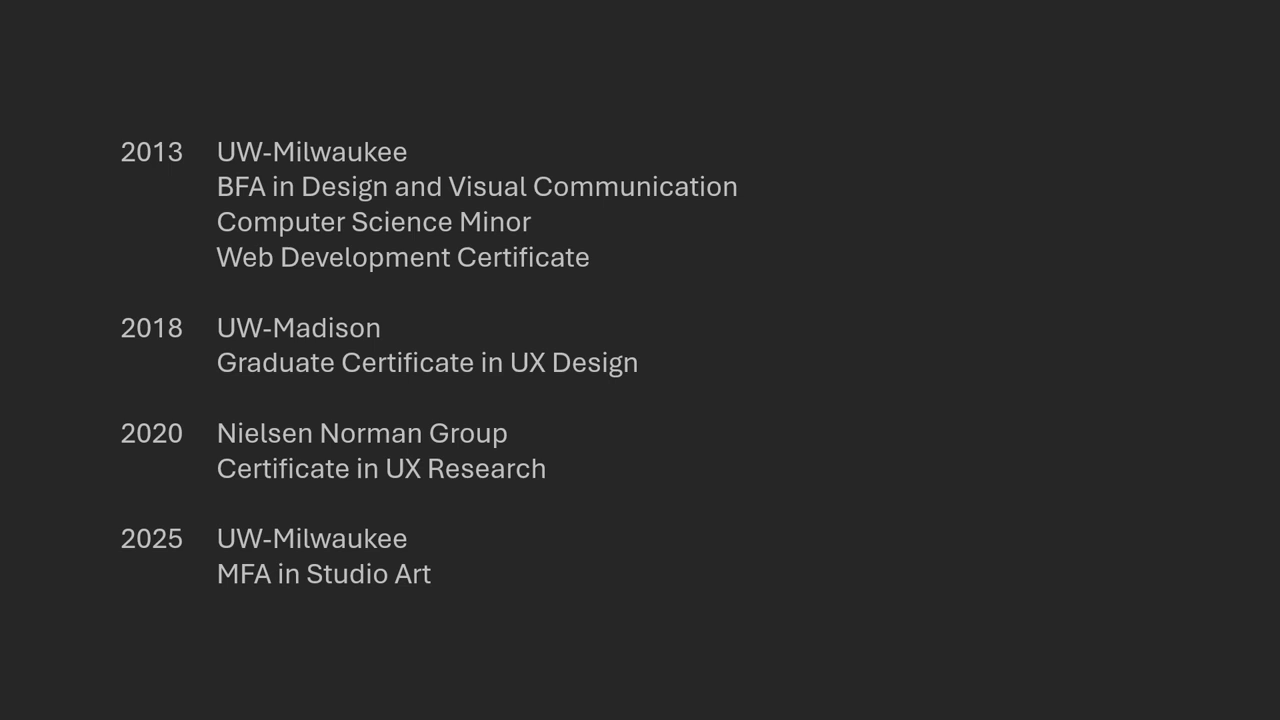 2013 UW-Milwaukee
BFA in Design and Visual Communication
Computer Science Minor
Web Development Certificate
2018 UW-Madison
Graduate Certificate in UX Design
2020 Nielsen Norman Group
Certificate in UX Research
2025 UW-Milwaukee
MFA in Studio Art